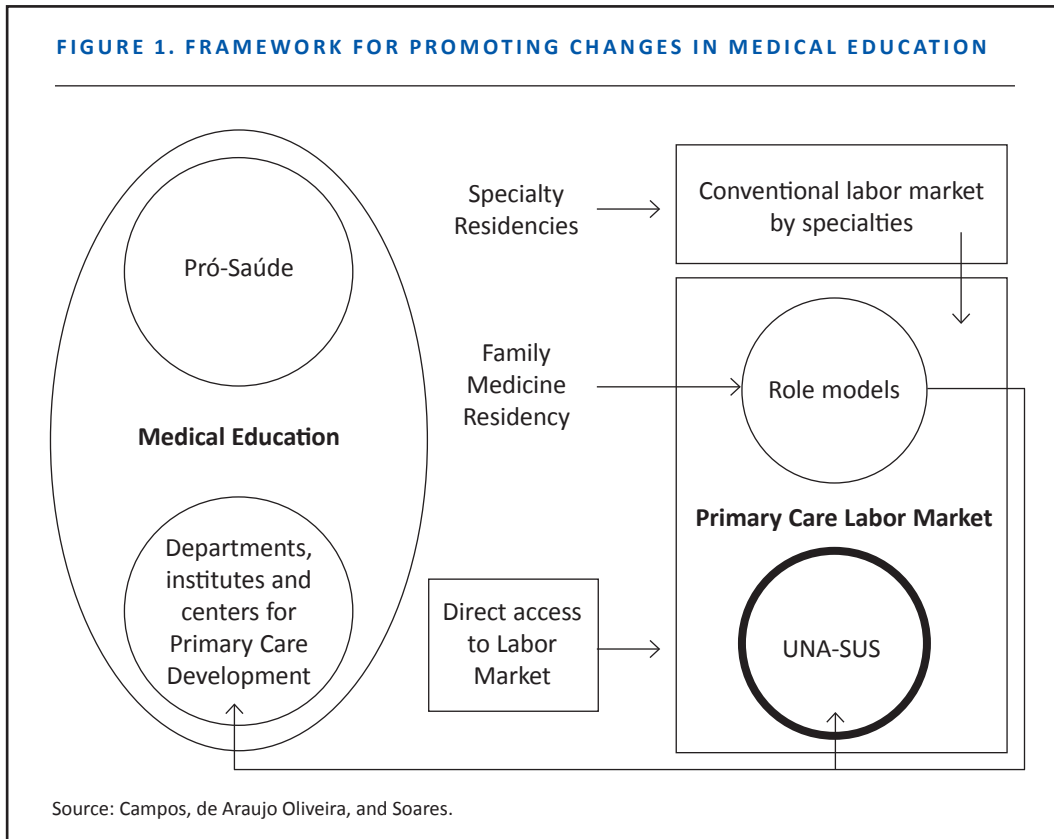 FIGURE 1. FRAMEWORK FOR PROMOTING CHANGES IN MEDICAL EDUCATION
Pró-Saúde
Medical Education
Departments,
institutes and
centers for
Primary Care
Development
Specialty
Residencies
Conventional labor market
by specialties
Family
Medicine
Residency
Role models
Primary Care Labor Market
Direct access
to Labor
Market
UNA-SUS
Source: Campos, de Araujo Oliveira, and Soares.